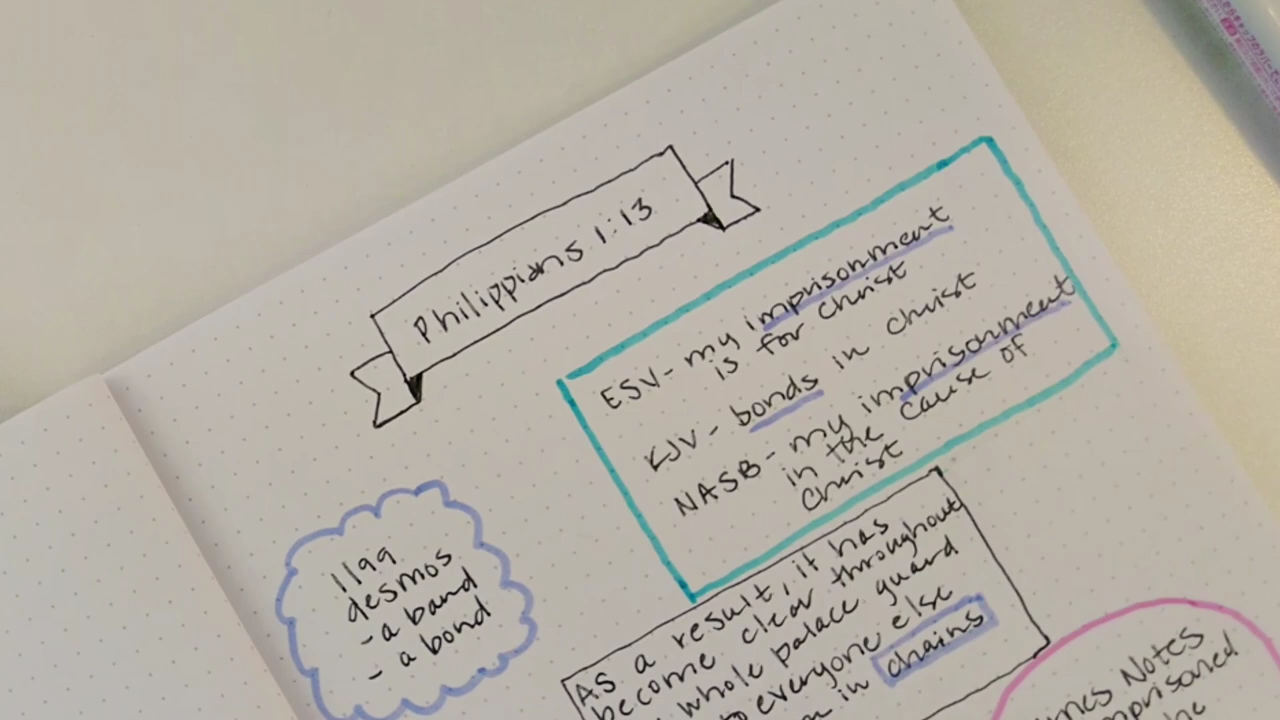 Philippians 1:13
ESV- my imprisonment
is for christ
KJV- bonds in christ
NASB- my imprisonment
in the cause of
Christ
1199
desmos
- a band
- a bond
As a result, it has
become clear throughout
whole palace guard
to everyone else
in chains
Notes